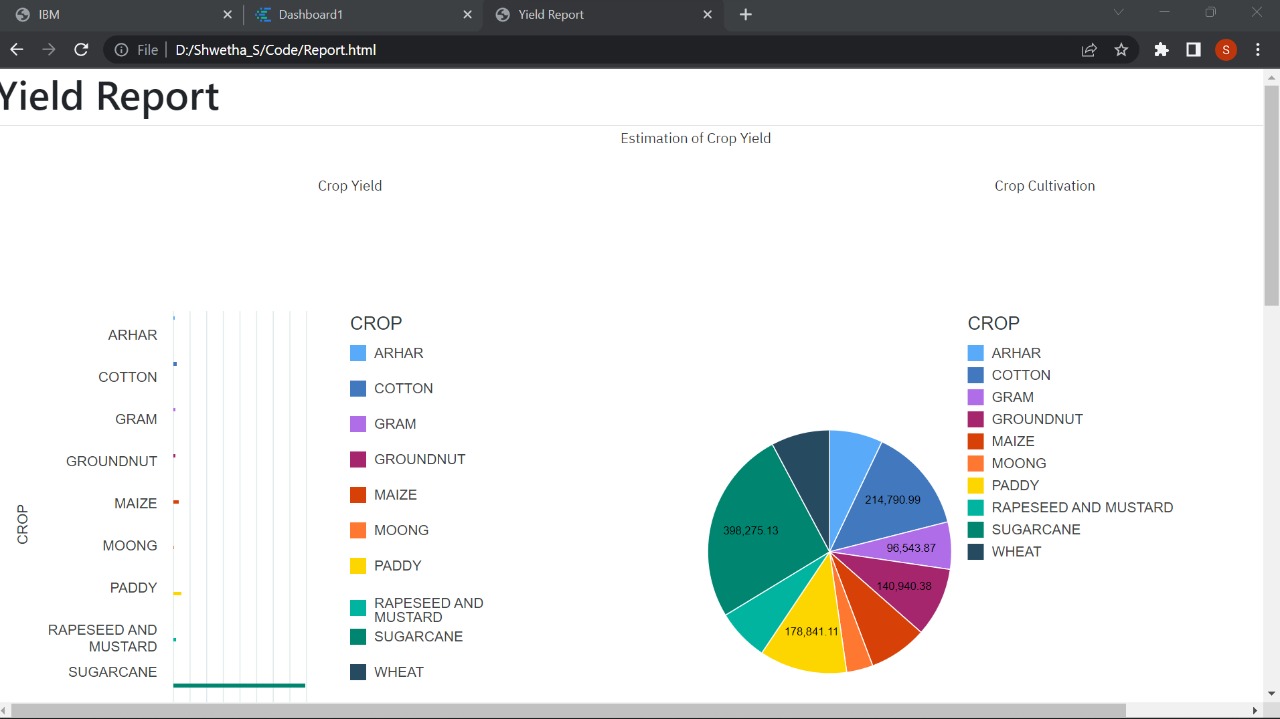 IBM
Dashboard1
Yield Report
File
D:/Shwetha_S/Code/Report.html
S
Yield Report
Estimation of Crop Yield
Crop Yield
Crop Cultivation
CROP
ARHAR
COTTON
GRAM
GROUNDNUT
MAIZE
MOONG
PADDY
RAPESEED AND
MUSTARD
SUGARCANE
CROP
ARHAR
COTTON
GRAM
GROUNDNUT
MAIZE
MOONG
PADDY
RAPESEED AND
MUSTARD
SUGARCANE
WHEAT
214,790.99
96,543.87
140,940.38
178,841.11
398,275.13
CROP
ARHAR
COTTON
GRAM
GROUNDNUT
MAIZE
MOONG
PADDY
RAPESEED AND MUSTARD
SUGARCANE
WHEAT